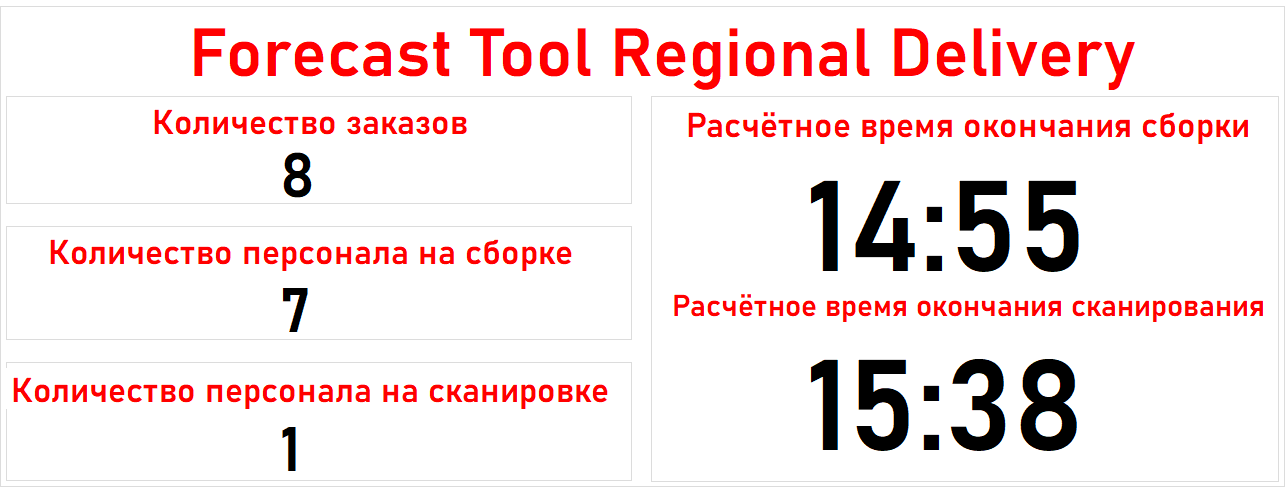 Forecast Tool Regional Delivery
Количество заказов
8
Количество персонала на сборке
7
Количество персонала на сканировке
1
Расчётное время окончания сборки
14:55
Расчётное время окончания сканирования
15:38